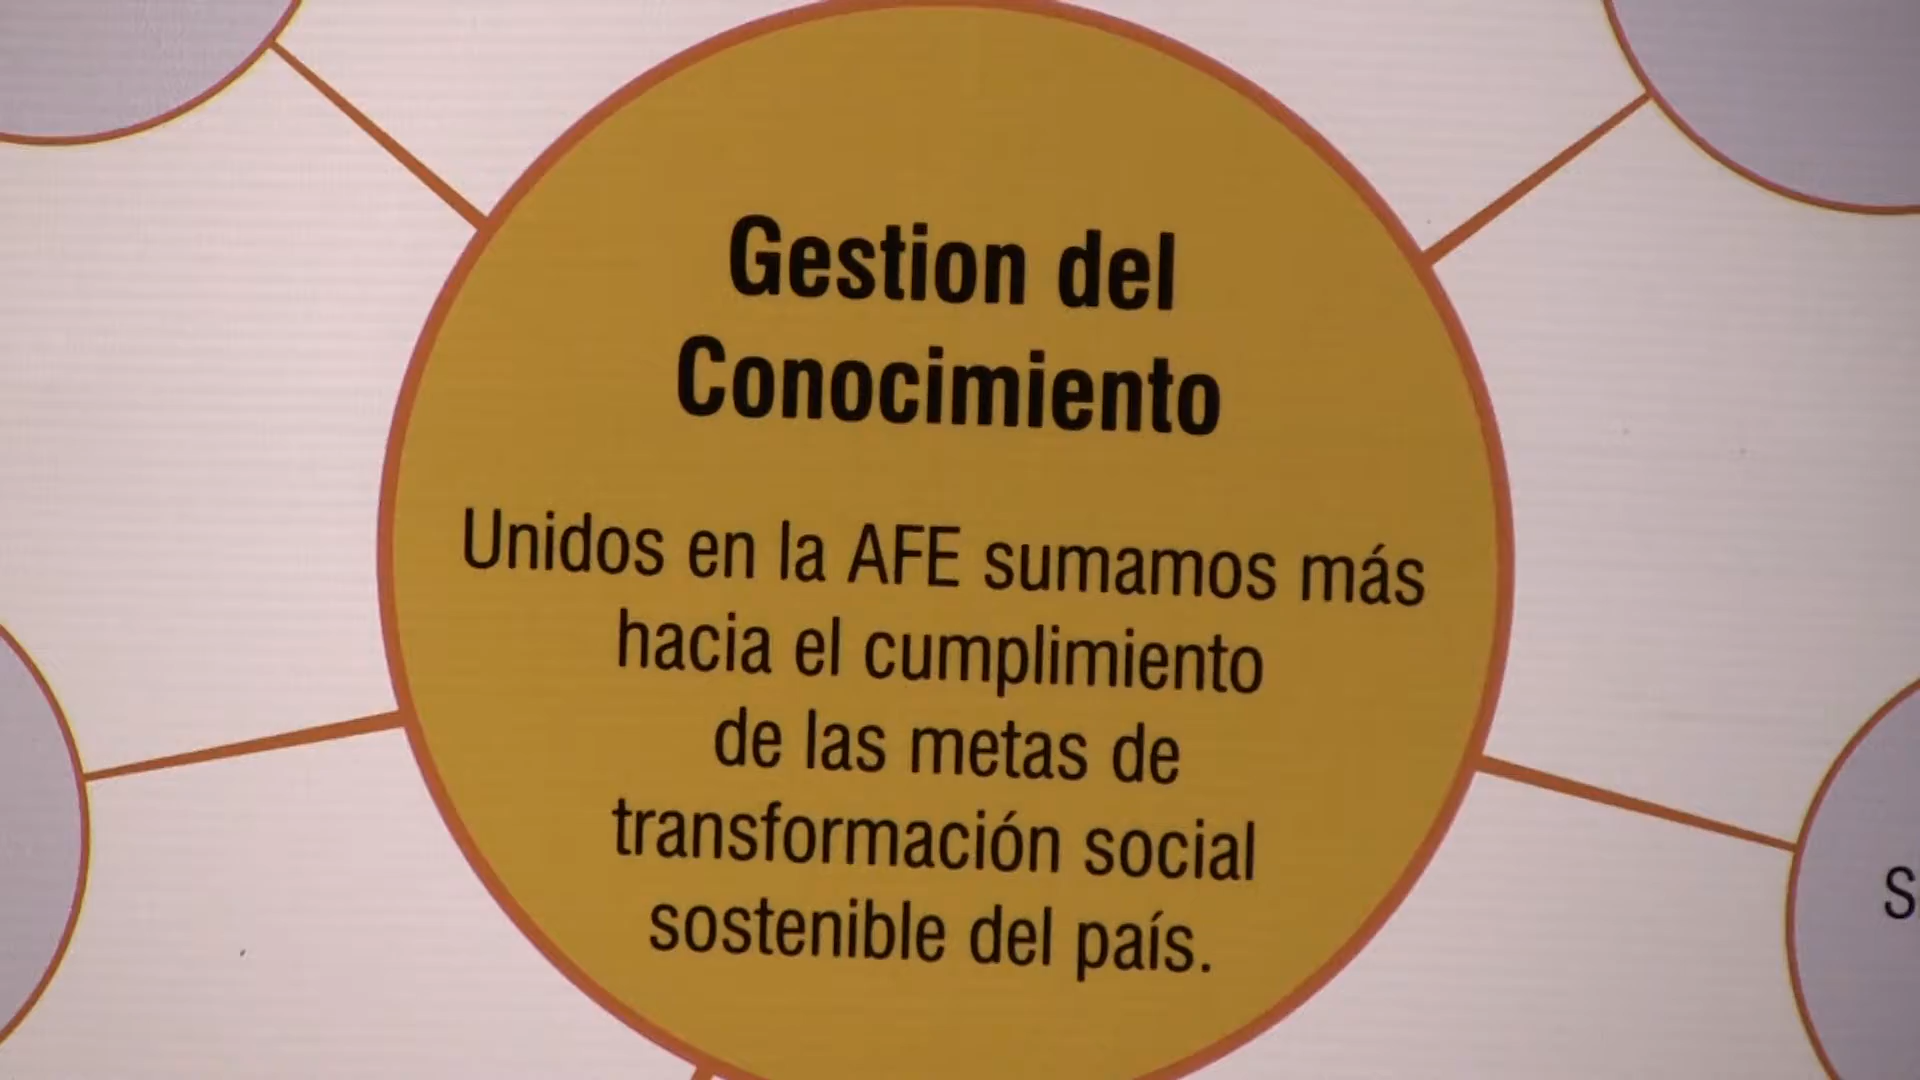 Gestion del
Conocimiento
Unidos en la AFE sumamos más
hacia el cumplimiento
de las metas de
transformación social
sostenible del país.